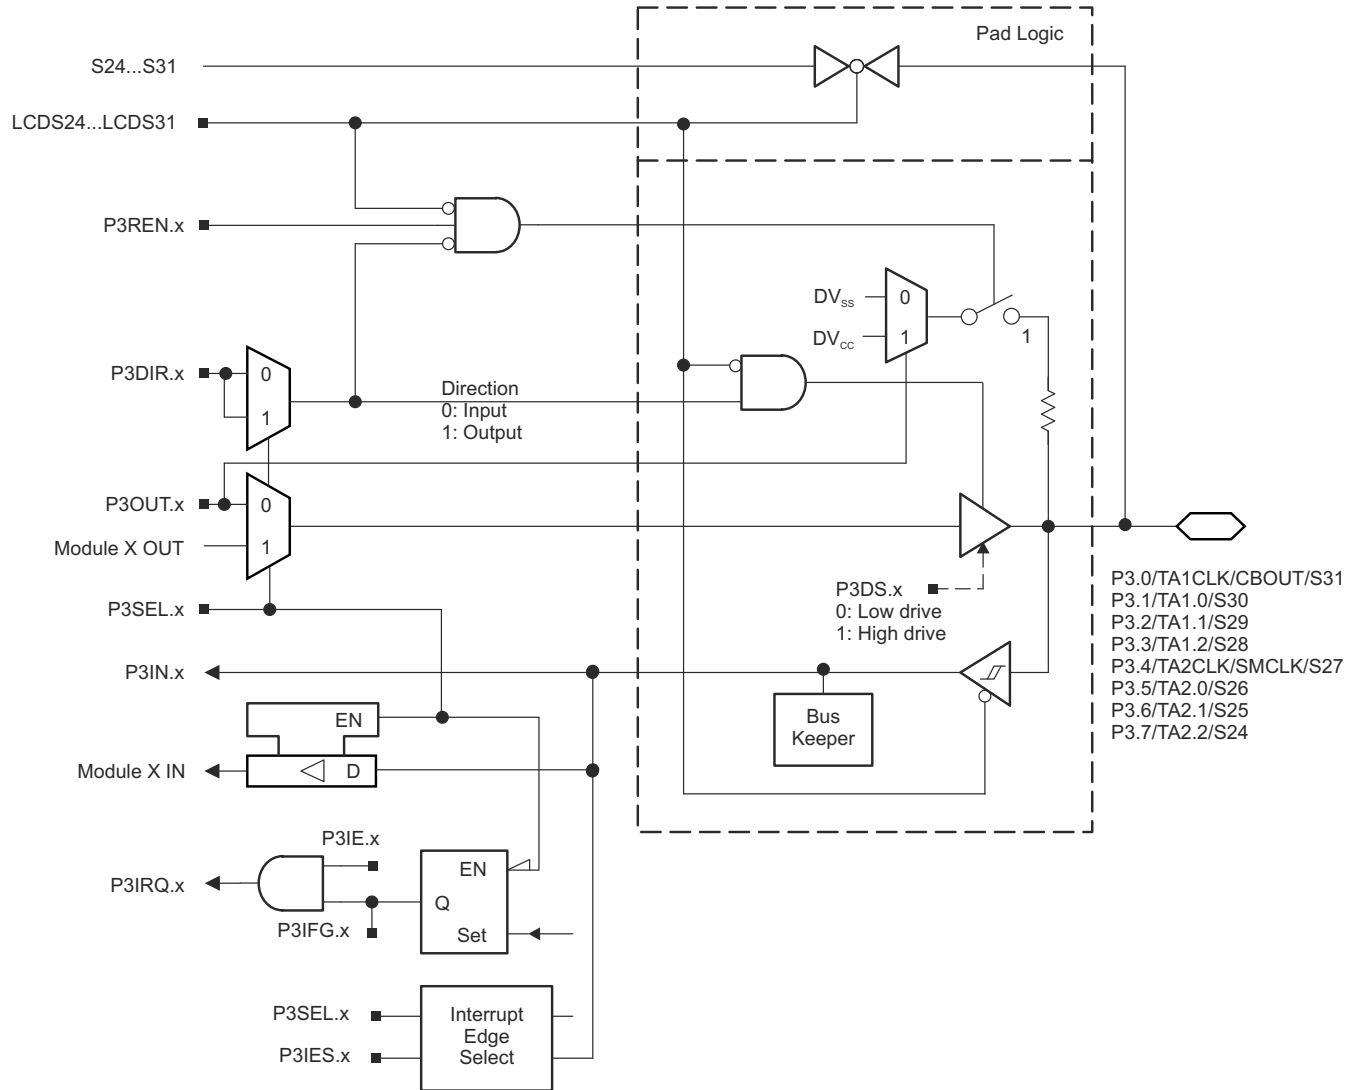 Pad Logic
S24...S31
LCDS24...LCDS31
P3REN.x
DVSS
0
DVCC
1
1
P3DIR.x
0
1
Direction
0: Input
1: Output
P3OUT.x
0
Module X OUT
1
P3DS.x
0: Low drive
1: High drive
P3.0/TA1CLK/CBOUT/S31
P3.1/TA1.0/S30
P3.2/TA1.1/S29
P3.3/TA1.2/S28
P3.4/TA2CLK/SMCLK/S27
P3.5/TA2.0/S26
P3.6/TA2.1/S25
P3.7/TA2.2/S24
P3SEL.x
P3IN.x
Bus
Keeper
EN
Module X IN
D
P3IE.x
EN
P3IRQ.x
Q
P3IFG.x
Set
P3SEL.x
P3IES.x
Interrupt
Edge
Select